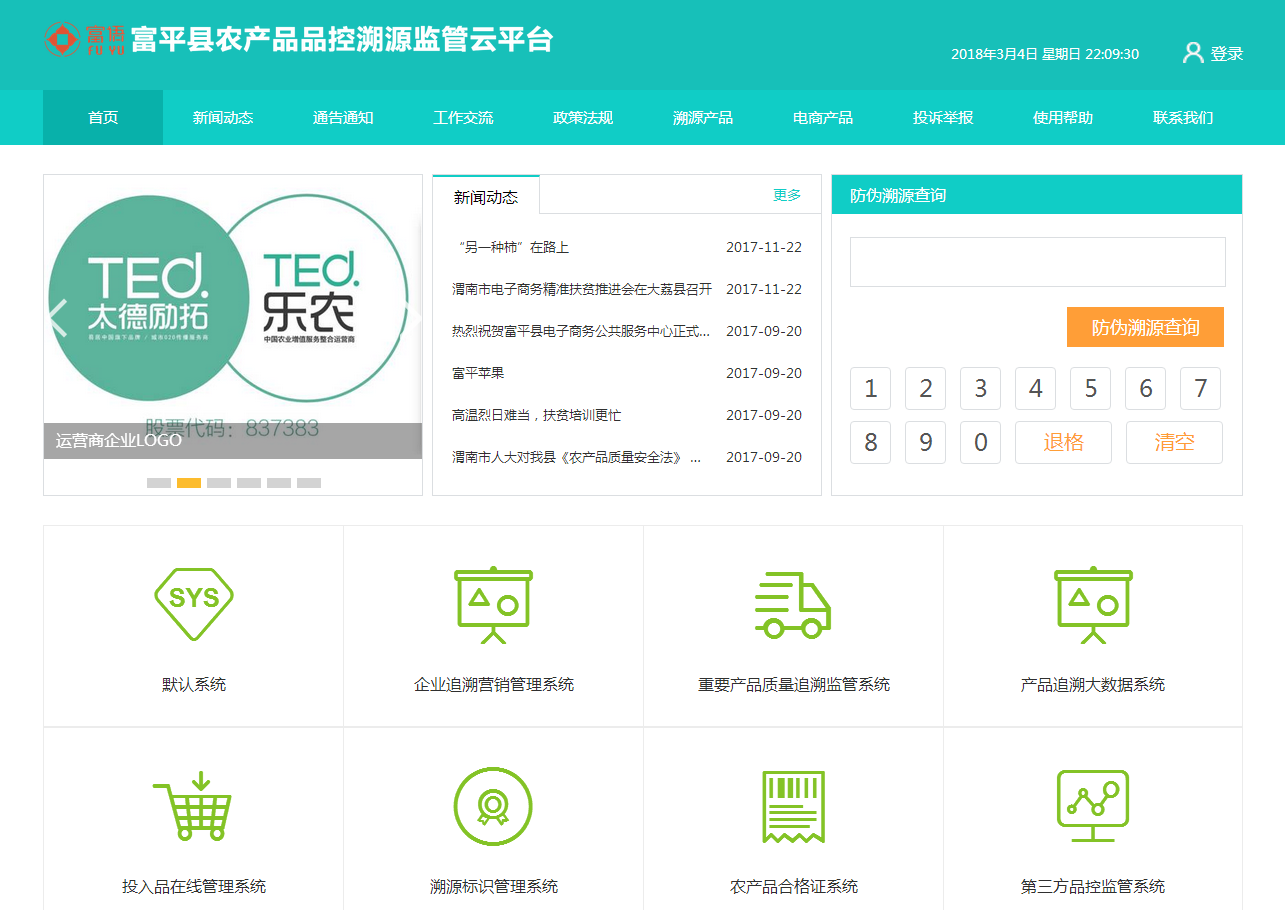 富平县农产品品控溯源监管云平台
FU YU
2018年3月4日 星期日 22:09:30
登录
首页 新闻动态 通告通知 工作交流 政策法规 溯源产品 电商产品 投诉举报 使用帮助 联系我们
TEd. 太德励拓
TEd. 乐农
中国农业增值服务整合运营商
股票代码：837383
运营商企业LOGO
新闻动态 更多
“另一种柿”在路上 2017-11-22
渭南市电子商务精准扶贫推进会在大荔县召开 2017-11-22
热烈祝贺富平县电子商务公共服务中心正式... 2017-09-20
富平苹果 2017-09-20
高温烈日难当，扶贫培训更忙 2017-09-20
渭南市人大对我县《农产品质量安全法》 ... 2017-09-20
防伪溯源查询
防伪溯源查询
1 2 3 4 5 6 7
8 9 0 退格 清空
SYS
默认系统 企业追溯营销管理系统 重要产品质量追溯监管系统 产品追溯大数据系统
投入品在线管理系统 溯源标识管理系统 农产品合格证系统 第三方品控监管系统